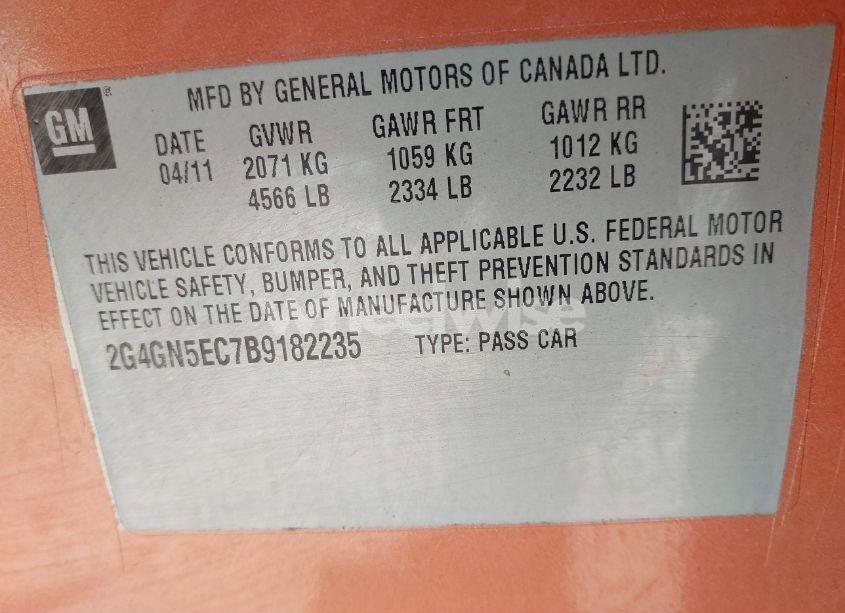 MFD BY GENERAL MOTORS OF CANADA LTD.
GM ®
DATE GVWR GAWR FRT GAWR RR
04/11 2071 KG 1059 KG 1012 KG
4566 LB 2334 LB 2232 LB
THIS VEHICLE CONFORMS TO ALL APPLICABLE U.S. FEDERAL MOTOR
VEHICLE SAFETY, BUMPER, AND THEFT PREVENTION STANDARDS IN
EFFECT ON THE DATE OF MANUFACTURE SHOWN ABOVE.
wheelwise
2G4GN5EC7B9182235 TYPE: PASS CAR